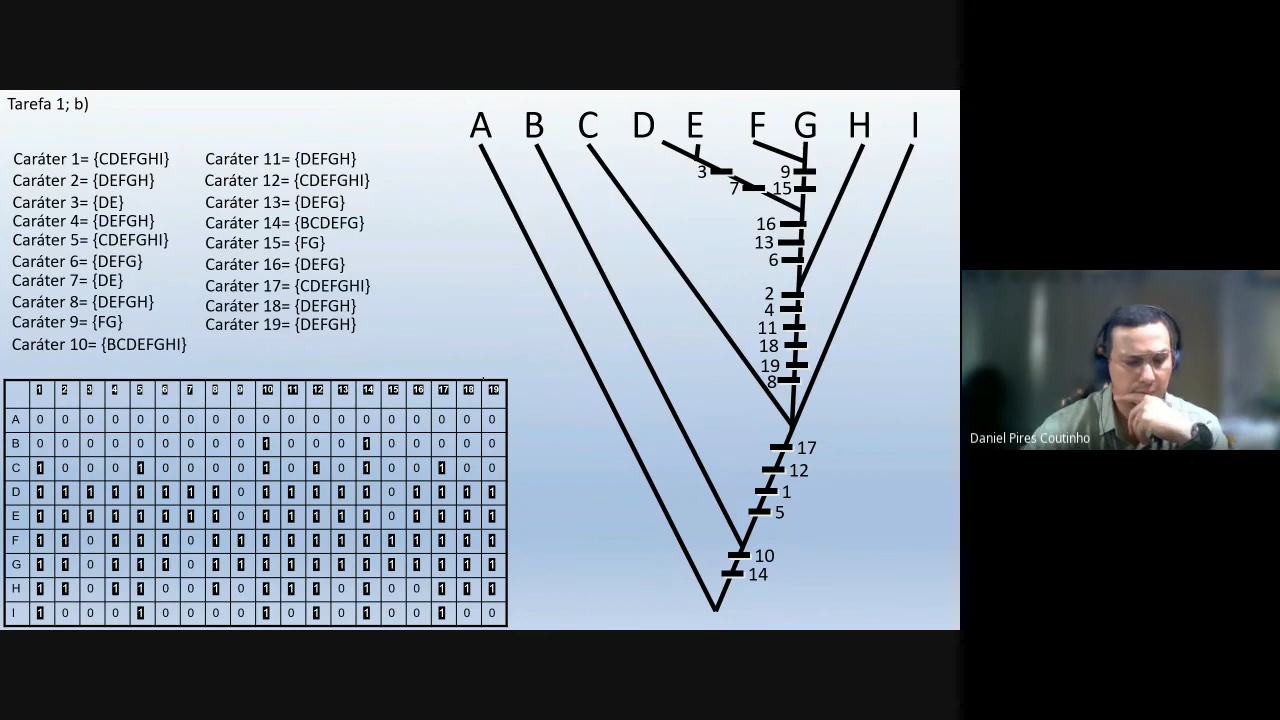 Tarefa 1; b)
Caráter 1= {CDEFGHI}
Caráter 2= {DEFGH}
Caráter 3= {DE}
Caráter 4= {DEFGH}
Caráter 5= {CDEFGHI}
Caráter 6= {DEFG}
Caráter 7= {DE}
Caráter 8= {DEFGH}
Caráter 9= {FG}
Caráter 10= {BCDEFGHI}
Caráter 11= {DEFGH}
Caráter 12= {CDEFGHI}
Caráter 13= {DEFG}
Caráter 14= {BCDEFG}
Caráter 15= {FG}
Caráter 16= {DEFG}
Caráter 17= {CDEFGHI}
Caráter 18= {DEFGH}
Caráter 19= {DEFGH}
1 2 3 4 5 6 7 8 9 10 11 12 13 14 15 16 17 18 19
A 0 0 0 0 0 0 0 0 0 0 0 0 0 0 0 0 0 0 0
B 0 0 0 0 0 0 0 0 0 1 0 0 0 1 0 0 0 0 0
C 1 0 0 0 1 0 0 0 0 1 0 1 0 1 0 0 1 0 0
D 1 1 1 1 1 1 1 1 0 1 1 1 1 1 0 1 1 1 1
E 1 1 1 1 1 1 1 1 0 1 1 1 1 1 0 1 1 1 1
F 1 1 0 1 1 1 0 1 1 1 1 1 1 1 1 1 1 1 1
G 1 1 0 1 1 1 0 1 1 1 1 1 1 1 1 1 1 1 1
H 1 1 0 1 1 0 0 1 0 1 1 1 0 1 0 0 1 1 1
I 1 0 0 0 1 0 0 0 0 1 0 1 0 1 0 0 1 0 0
A B C D E F G H I
3 9
7 15
16
13
6
2
4
11
18
19
8
17
12
1
5
10
14
Daniel Pires Coutinho